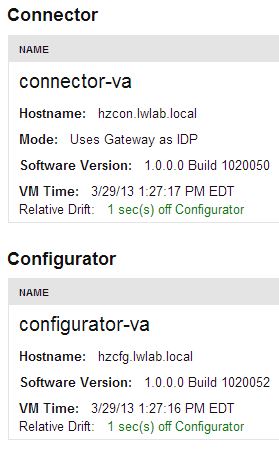 Connector
NAME
connector-va
Hostname: hzcon.lwlab.local
Mode: Uses Gateway as IDP
Software Version: 1.0.0.0 Build 1020050
VM Time: 3/29/13 1:27:17 PM EDT
Relative Drift: 1 sec(s) off Configurator
Configurator
NAME
configurator-va
Hostname: hzcfg.lwlab.local
Software Version: 1.0.0.0 Build 1020052
VM Time: 3/29/13 1:27:16 PM EDT
Relative Drift: 1 sec(s) off Configurator